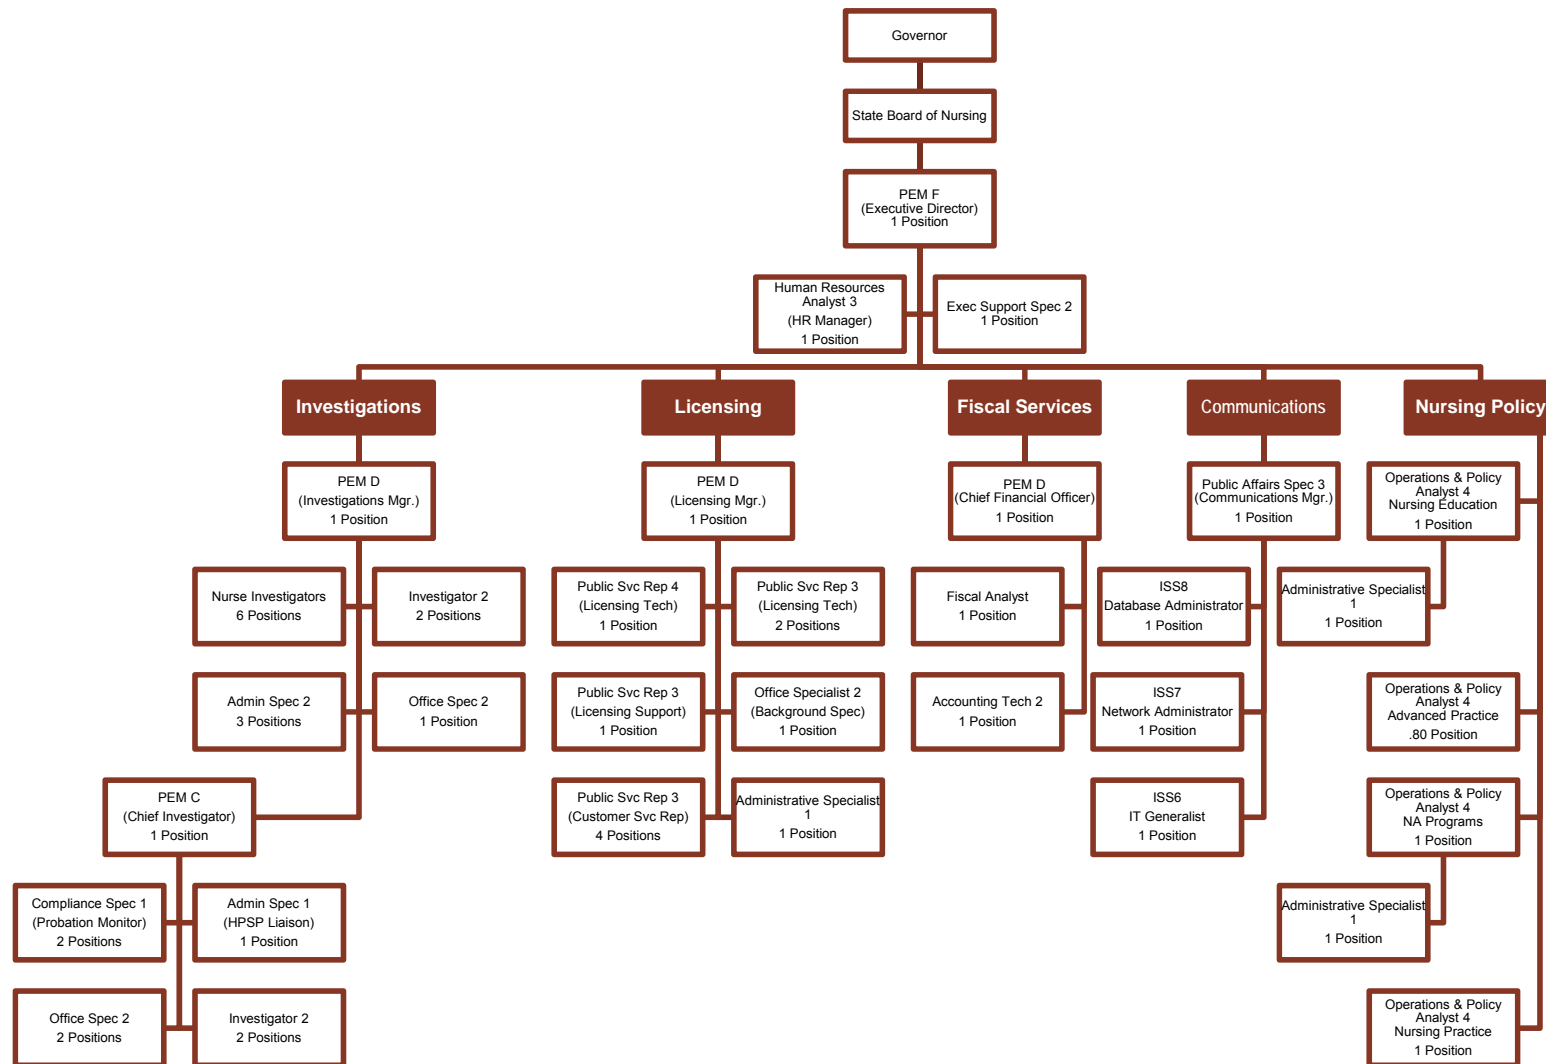 Governor
State Board of Nursing
PEM F
(Executive Director)
1 Position
Human Resources
Analyst 3
(HR Manager)
1 Position
Exec Support Spec 2
1 Position
Investigations
Licensing
Fiscal Services
Communications
Nursing Policy
PEM D
(Investigations Mgr.)
1 Position
PEM D
(Licensing Mgr.)
1 Position
PEM D
(Chief Financial Officer)
1 Position
Public Affairs Spec 3
(Communications Mgr.)
1 Position
Operations & Policy
Analyst 4
Nursing Education
1 Position
Nurse Investigators
6 Positions
Investigator 2
2 Positions
Public Svc Rep 4
(Licensing Tech)
1 Position
Public Svc Rep 3
(Licensing Tech)
2 Positions
Fiscal Analyst
1 Position
ISS8
Database Administrator
1 Position
Administrative Specialist
1
1 Position
Admin Spec 2
3 Positions
Office Spec 2
1 Position
Public Svc Rep 3
(Licensing Support)
1 Position
Office Specialist 2
(Background Spec)
1 Position
Accounting Tech 2
1 Position
ISS7
Network Administrator
1 Position
Operations & Policy
Analyst 4
Advanced Practice
.80 Position
PEM C
(Chief Investigator)
1 Position
Public Svc Rep 3
(Customer Svc Rep)
4 Positions
Administrative Specialist
1
1 Position
ISS6
IT Generalist
1 Position
Operations & Policy
Analyst 4
NA Programs
1 Position
Compliance Spec 1
(Probation Monitor)
2 Positions
Admin Spec 1
(HPSP Liaison)
1 Position
Administrative Specialist
1
1 Position
Office Spec 2
2 Positions
Investigator 2
2 Positions
Operations & Policy
Analyst 4
Nursing Practice
1 Position